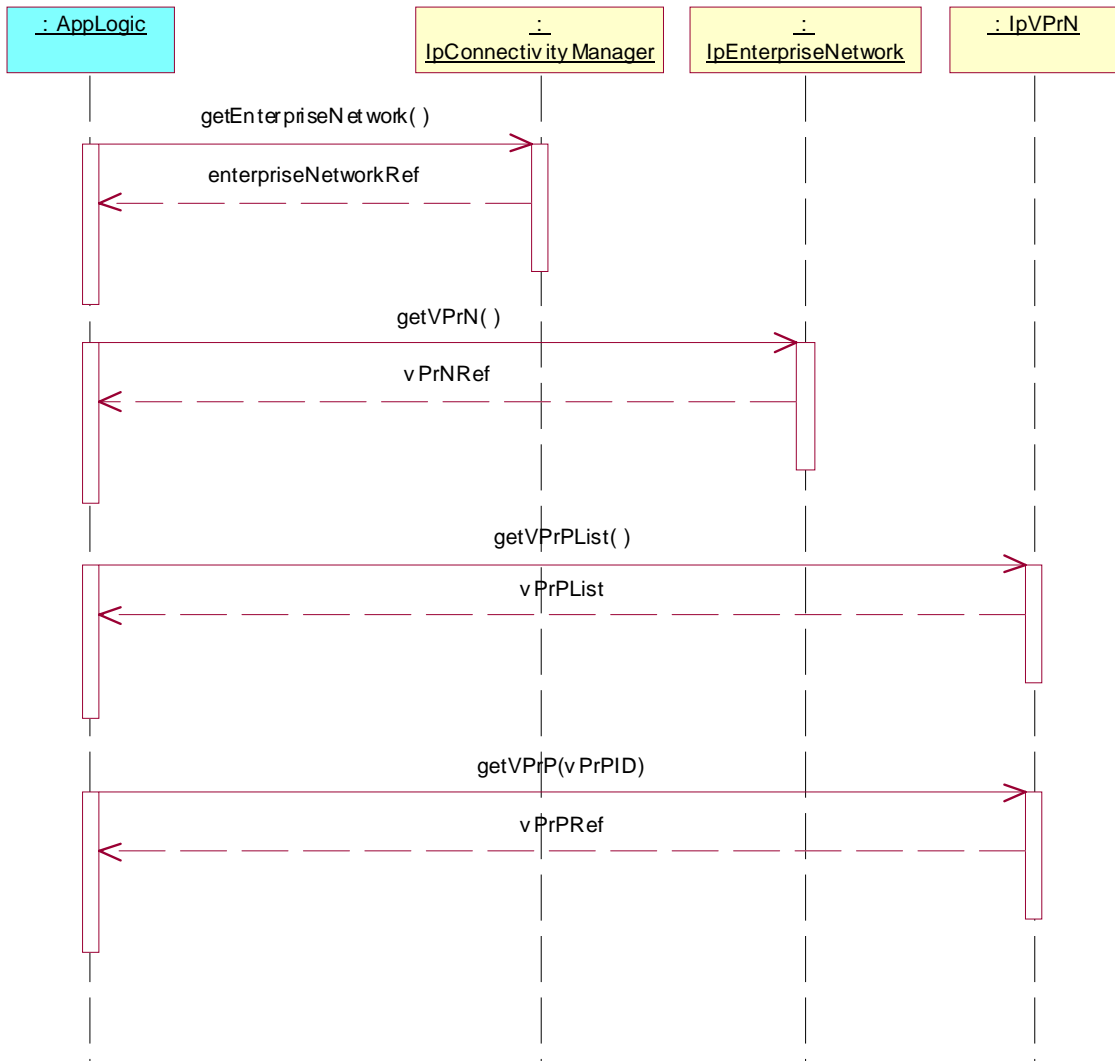 : AppLogic
:
IpConnectivityManager
:
IpEnterpriseNetwork
: IpVPrN
getEnterpriseNetwork( )
enterpriseNetworkRef
getVPrN( )
vPrNRef
getVPrPList( )
vPrPList
getVPrP(vPrPID)
vPrPRef